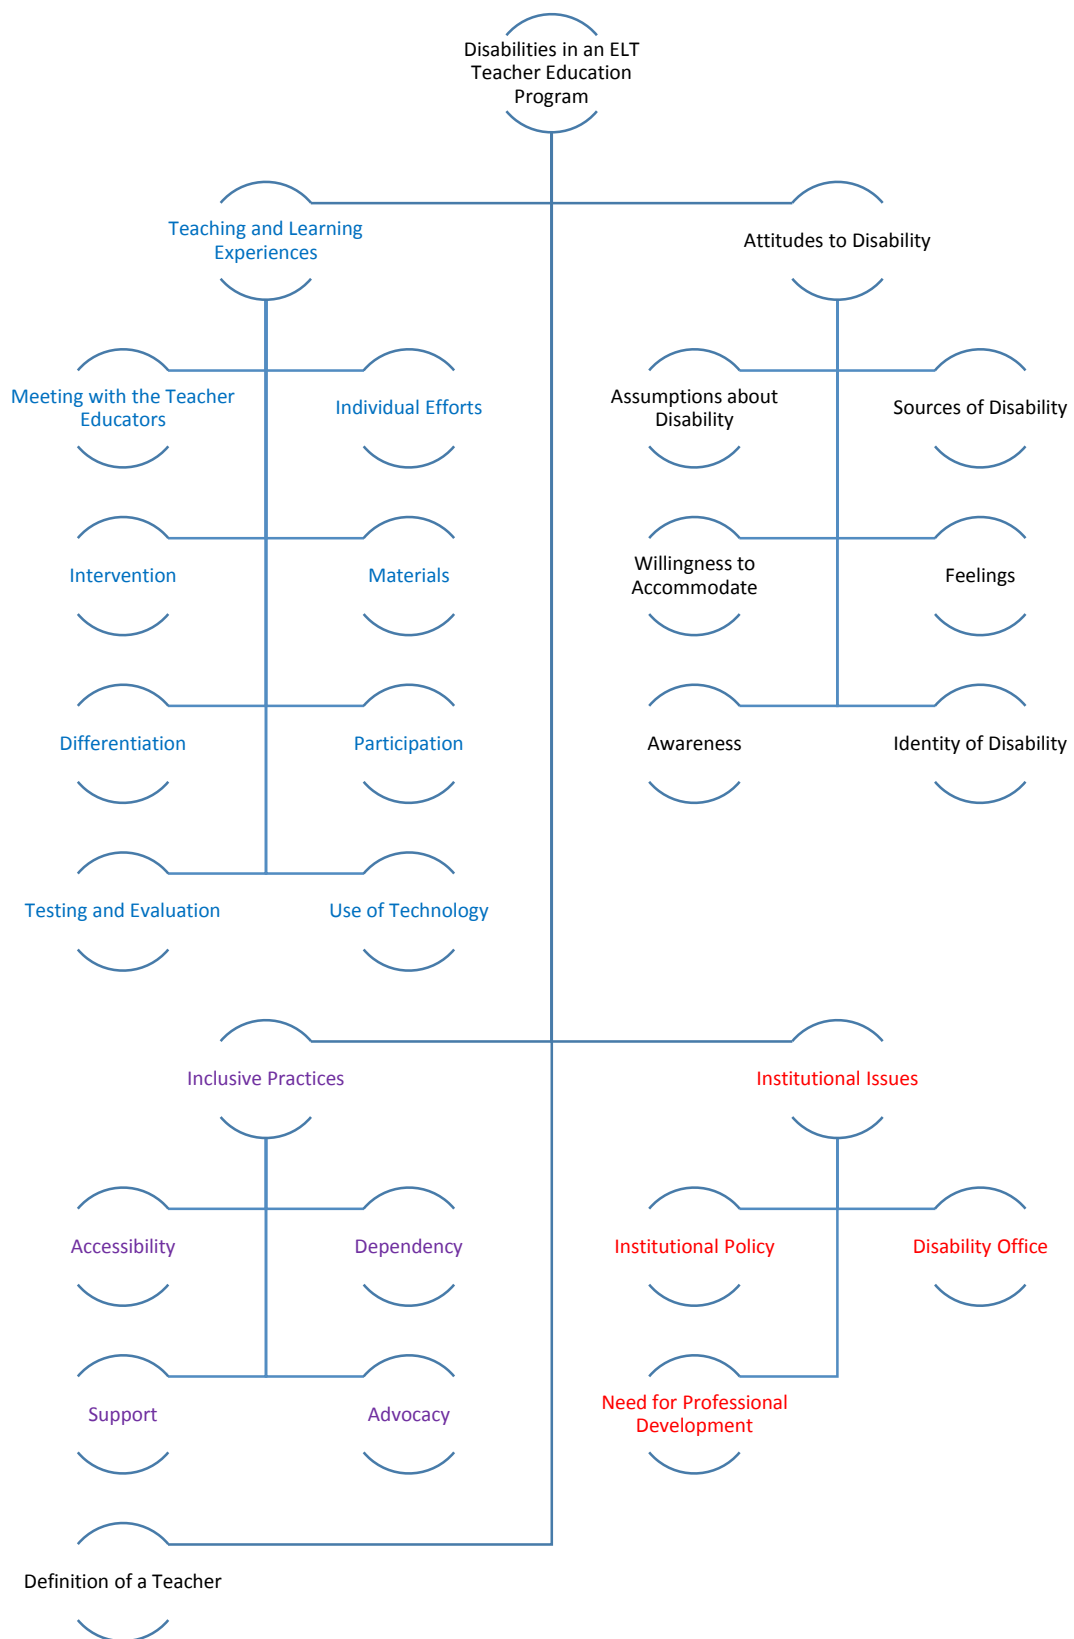 Disabilities in an ELT
Teacher Education
Program
Teaching and Learning
Experiences
Attitudes to Disability
Meeting with the Teacher
Educators
Individual Efforts
Assumptions about
Disability
Sources of Disability
Intervention
Materials
Willingness to
Accommodate
Feelings
Differentiation
Participation
Awareness
Identity of Disability
Testing and Evaluation
Use of Technology
Inclusive Practices
Institutional Issues
Accessibility
Dependency
Institutional Policy
Disability Office
Support
Advocacy
Need for Professional
Development
Definition of a Teacher